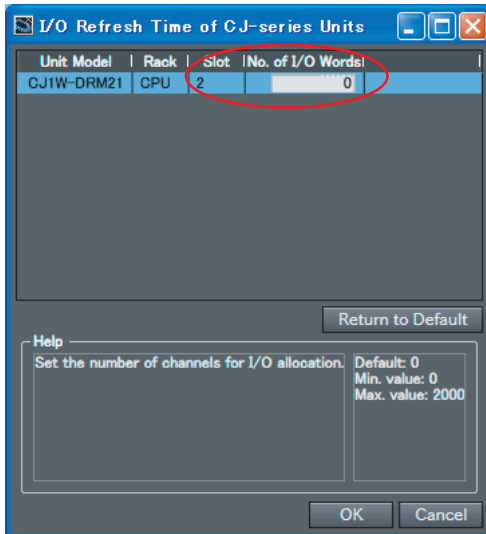 I/O Refresh Time of CJ-series Units
Unit Model Rack Slot No. of I/O Words
CJ1W-DRM21 CPU 2 0
Return to Default
Help
Set the number of channels for I/O allocation.
Default: 0
Min. value: 0
Max. value: 2000
OK Cancel